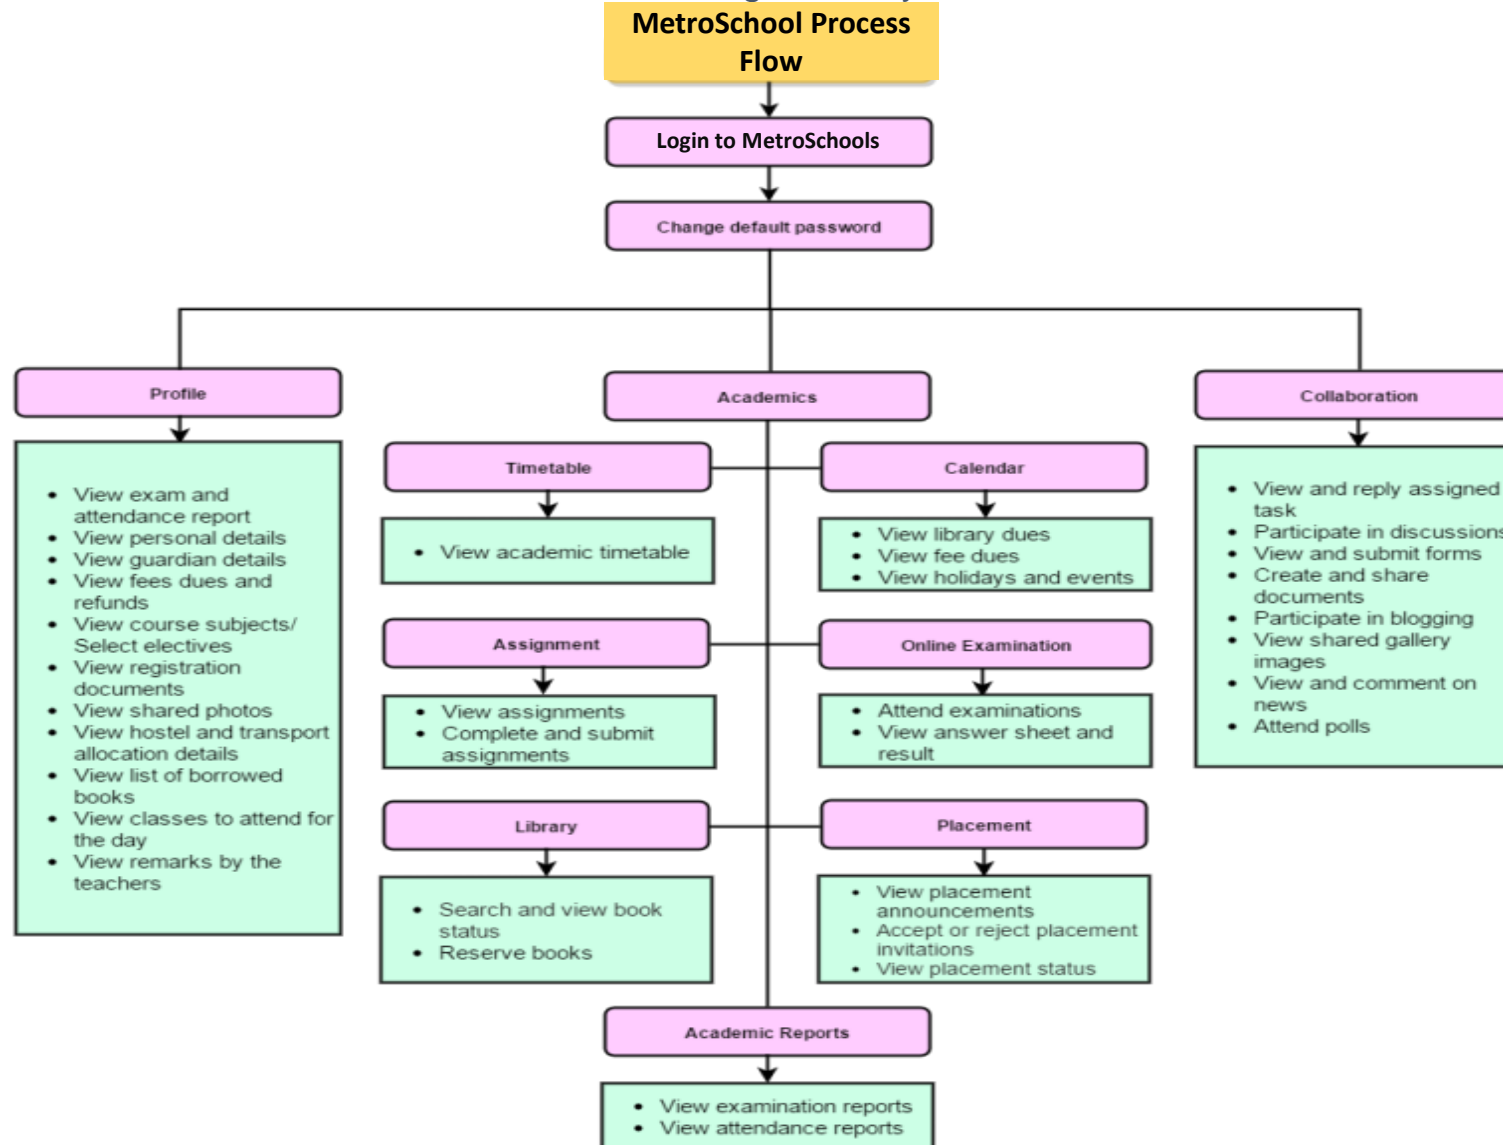 MetroSchool Process
Flow
Login to MetroSchools
Change default password
Profile
• View exam and
attendance report
• View personal details
• View guardian details
• View fees dues and
refunds
• View course subjects/
Select electives
• View registration
documents
• View shared photos
• View hostel and transport
allocation details
• View list of borrowed
books
• View classes to attend for
the day
• View remarks by the
teachers
Academics
Timetable
• View academic timetable
Calendar
• View library dues
• View fee dues
• View holidays and events
Assignment
• View assignments
• Complete and submit
assignments
Online Examination
• Attend examinations
• View answer sheet and
result
Library
• Search and view book
status
• Reserve books
Placement
• View placement
announcements
• Accept or reject placement
invitations
• View placement status
Academic Reports
• View examination reports
• View attendance reports
Collaboration
• View and reply assigned
task
• Participate in discussions
• View and submit forms
• Create and share
documents
• Participate in blogging
• View shared gallery
images
• View and comment on
news
• Attend polls